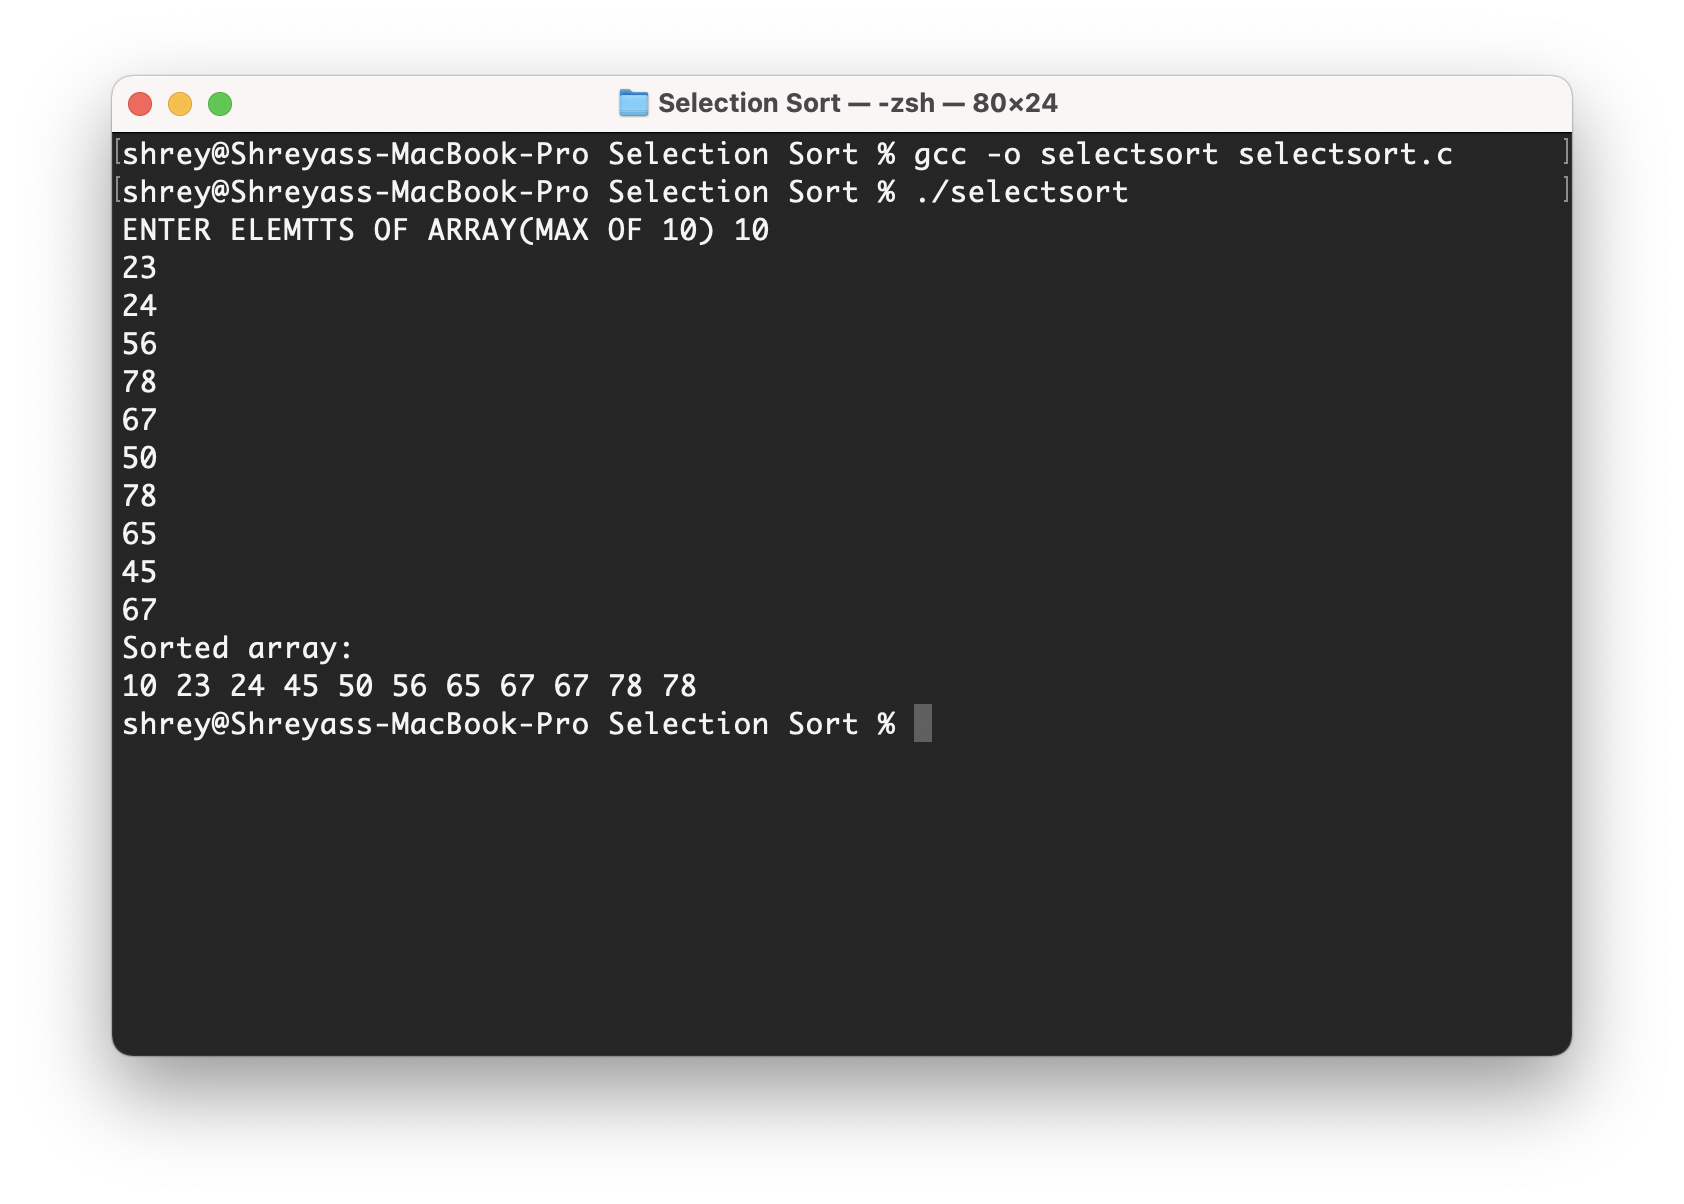 Selection Sort — -zsh — 80×24
[shrey@Shreyass-MacBook-Pro Selection Sort % gcc -o selectsort selectsort.c ]
[shrey@Shreyass-MacBook-Pro Selection Sort % ./selectsort ]
ENTER ELEMTTS OF ARRAY(MAX OF 10) 10
23
24
56
78
67
50
78
65
45
67
Sorted array:
10 23 24 45 50 56 65 67 67 78 78
shrey@Shreyass-MacBook-Pro Selection Sort %